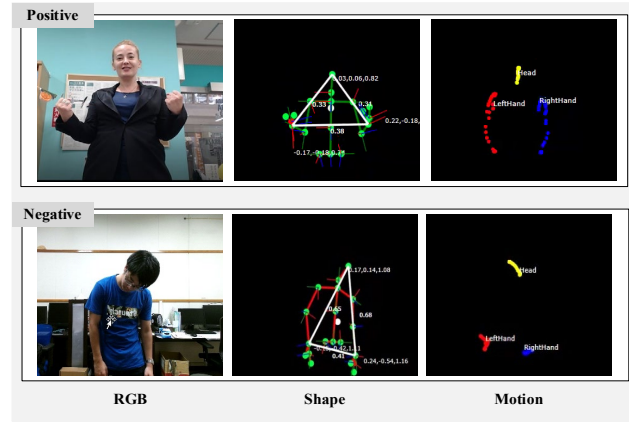 Positive
.03,0.06,0.82
0.33
0.31
0.38
0.22,-0.18,
Head
LeftHand
RightHand
Negative
0.17,0.14,1.08
0.65
0.68
0.41
0.24,-0.54,1.16
Head
LeftHand
RightHand
RGB
Shape
Motion